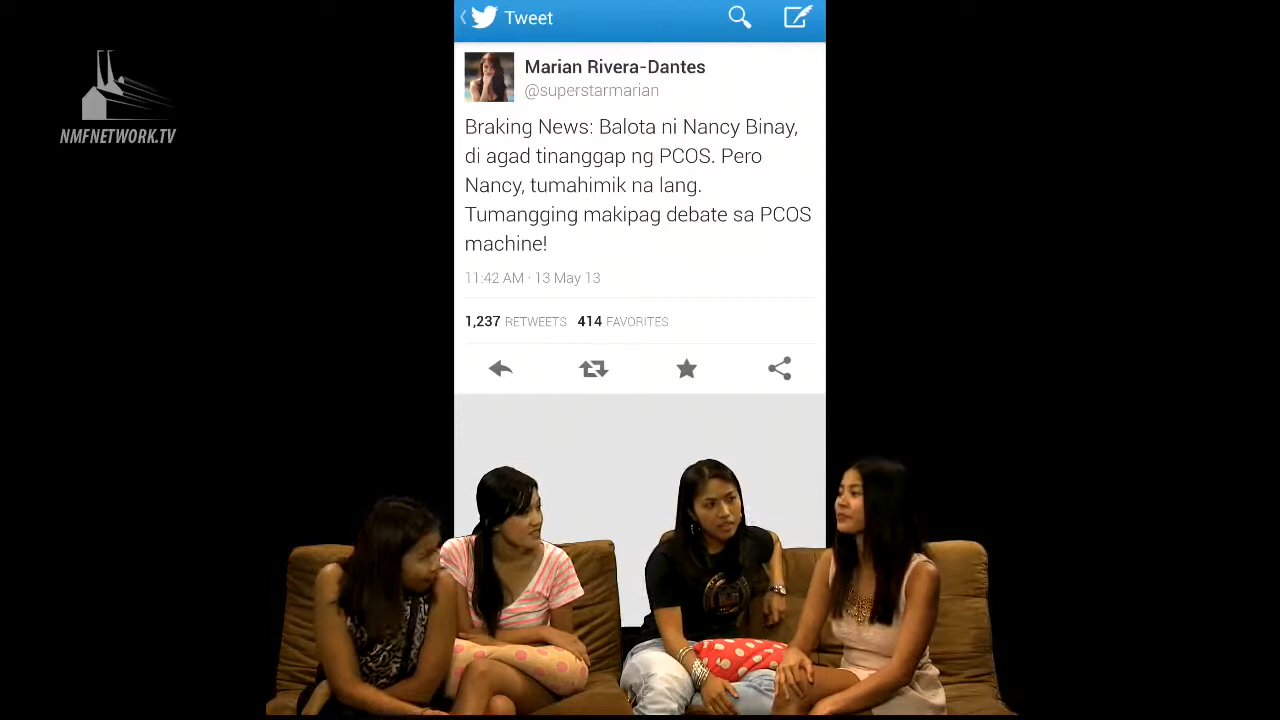 NMFNETWORK.TV
Tweet
Marian Rivera-Dantes
@superstarmarian
Braking News: Balota ni Nancy Binay,
di agad tinanggap ng PCOS. Pero
Nancy, tumahimik na lang.
Tumangging makipag debate sa PCOS
machine!
11:42 AM · 13 May 13
1,237 RETWEETS 414 FAVORITES